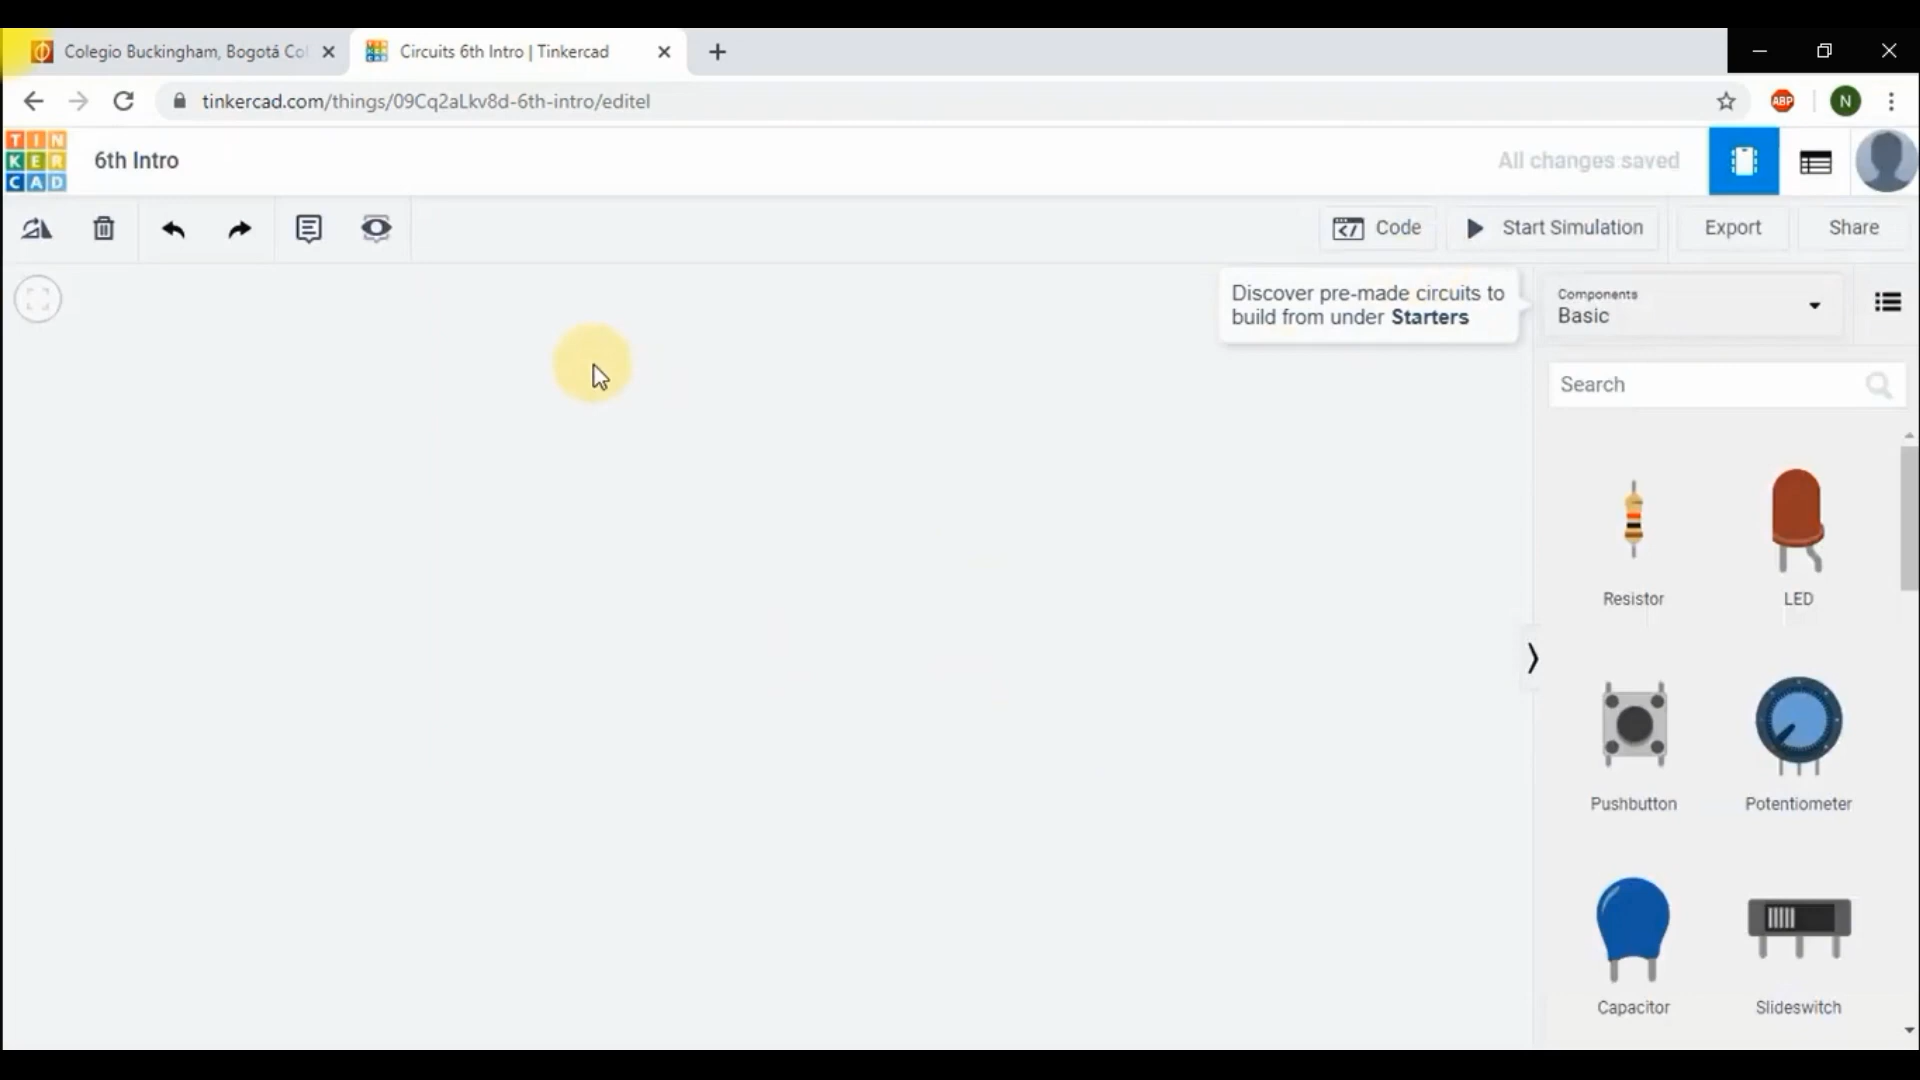 Colegio Buckingham, Bogotá Col
Circuits 6th Intro | Tinkercad
tinkercad.com/things/09Cq2aLkv8d-6th-intro/editel
ABP
N
TIN
KER
CAD
6th Intro
All changes saved
Code
Start Simulation
Export
Share
Discover pre-made circuits to
build from under Starters
Components
Basic
Search
Resistor
LED
Pushbutton
Potentiometer
Capacitor
Slideswitch